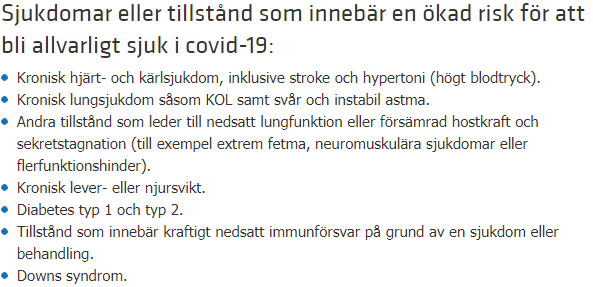 Sjukdomar eller tillstånd som innebär en ökad risk för att
bli allvarligt sjuk i covid-19:
• Kronisk hjärt- och kärlsjukdom, inklusive stroke och hypertoni (högt blodtryck).
• Kronisk lungsjukdom såsom KOL samt svår och instabil astma.
• Andra tillstånd som leder till nedsatt lungfunktion eller försämrad hostkraft och
sekretstagnation (till exempel extrem fetma, neuromuskulära sjukdomar eller
flerfunktionshinder).
• Kronisk lever- eller njursvikt.
• Diabetes typ 1 och typ 2.
• Tillstånd som innebär kraftigt nedsatt immunförsvar på grund av en sjukdom eller
behandling.
• Downs syndrom.